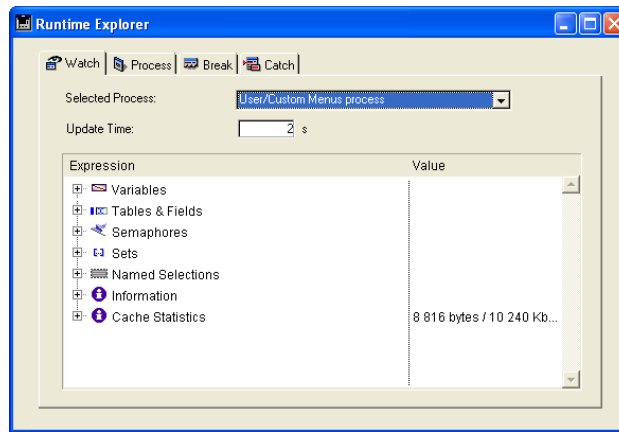 Runtime Explorer
Watch Process Break Catch
Selected Process: User/Custom Menus process
Update Time: 2 s
Expression Value
Variables
Tables & Fields
Semaphores
Sets
Named Selections
Information
Cache Statistics 8 816 bytes / 10 240 Kb...